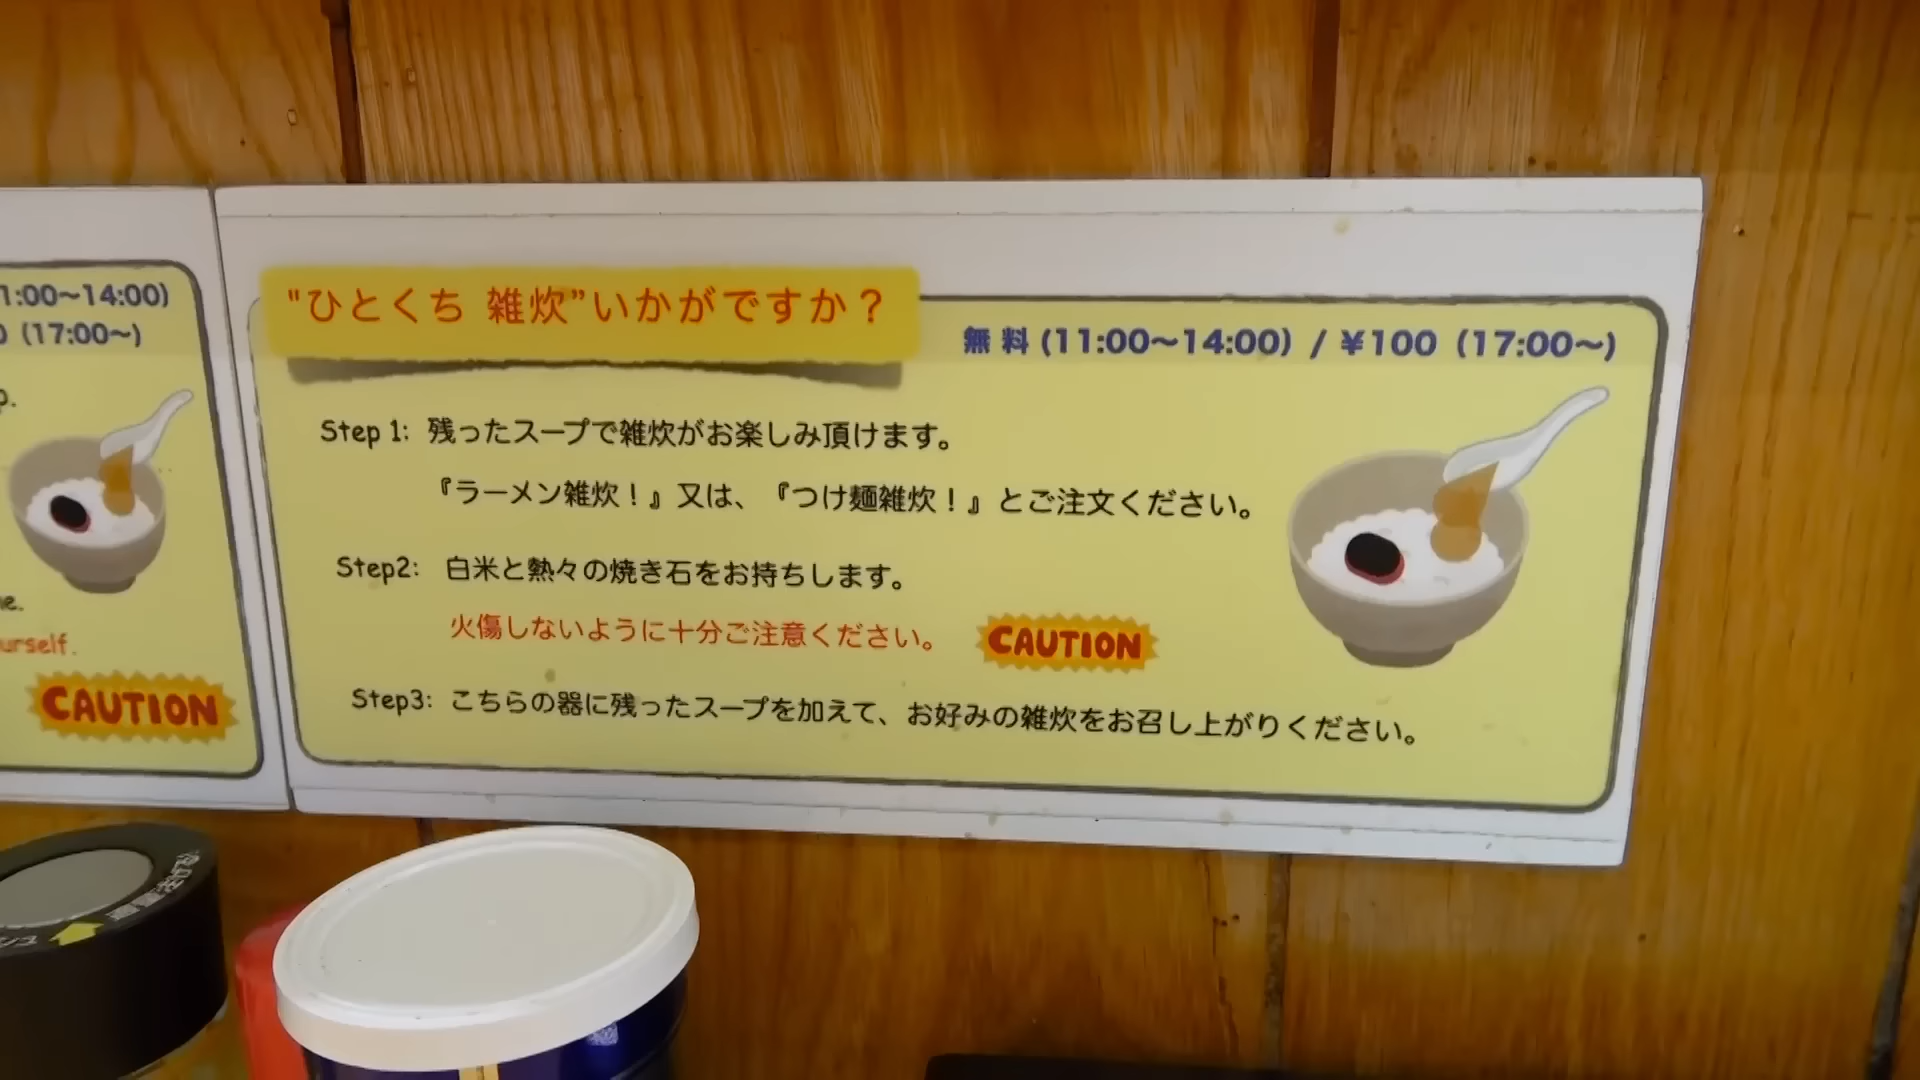 1:00～14:00)
0 (17:00～)
p.
ne.
urself.
CAUTION
"ひとくち 雑炊”いかがですか？
無料 (11:00～14:00) / ¥100 (17:00～)
Step 1: 残ったスープで雑炊がお楽しみ頂けます。
『ラーメン雑炊！』又は、『つけ麺雑炊！』とご注文ください。
Step2: 白米と熱々の焼き石をお持ちします。
火傷しないように十分ご注意ください。 CAUTION
Step3: こちらの器に残ったスープを加えて、お好みの雑炊をお召し上がりください。